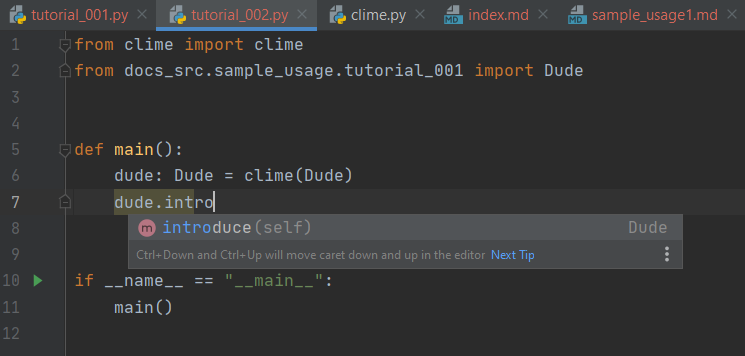 tutorial_001.py tutorial_002.py clime.py index.md sample_usage1.md
1 from clime import clime
2 from docs_src.sample_usage.tutorial_001 import Dude
3
4
5 def main():
6 dude: Dude = clime(Dude)
7 dude.intro
8 m introduce(self) Dude
9 Ctrl+Down and Ctrl+Up will move caret down and up in the editor Next Tip
10 if __name__ == "__main__":
11 main()
12